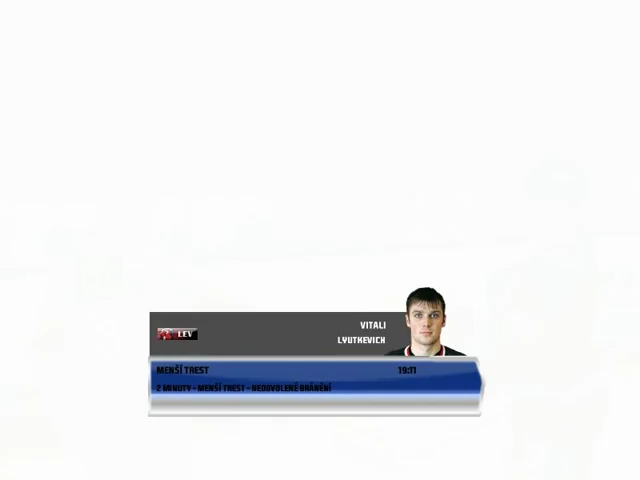 VITALI
LEV
LYUTKEVICH
MENŠÍ TREST 19:11
2 MINUTY - MENŠÍ TREST - NEDOVOLENÉ BRÁNĚNÍ